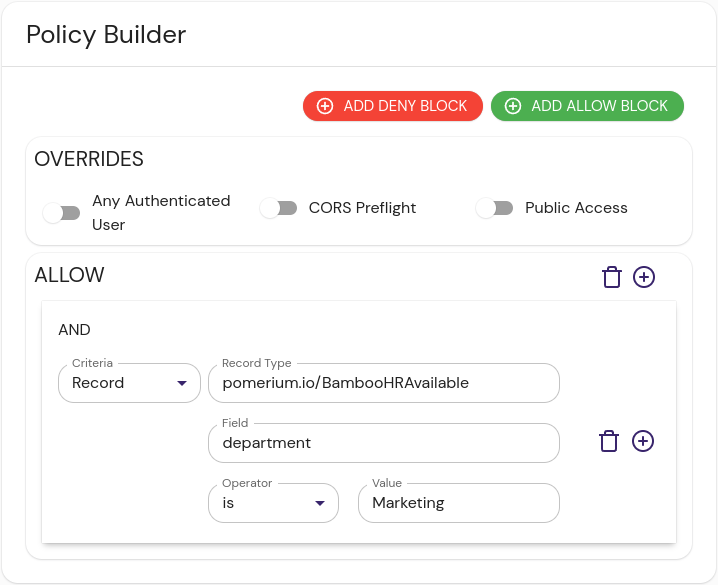 Policy Builder
ADD DENY BLOCK
ADD ALLOW BLOCK
OVERRIDES
Any Authenticated
User
CORS Preflight
Public Access
ALLOW
AND
Criteria
Record
Record Type
pomerium.io/BambooHRAvailable
Field
department
Operator
is
Value
Marketing